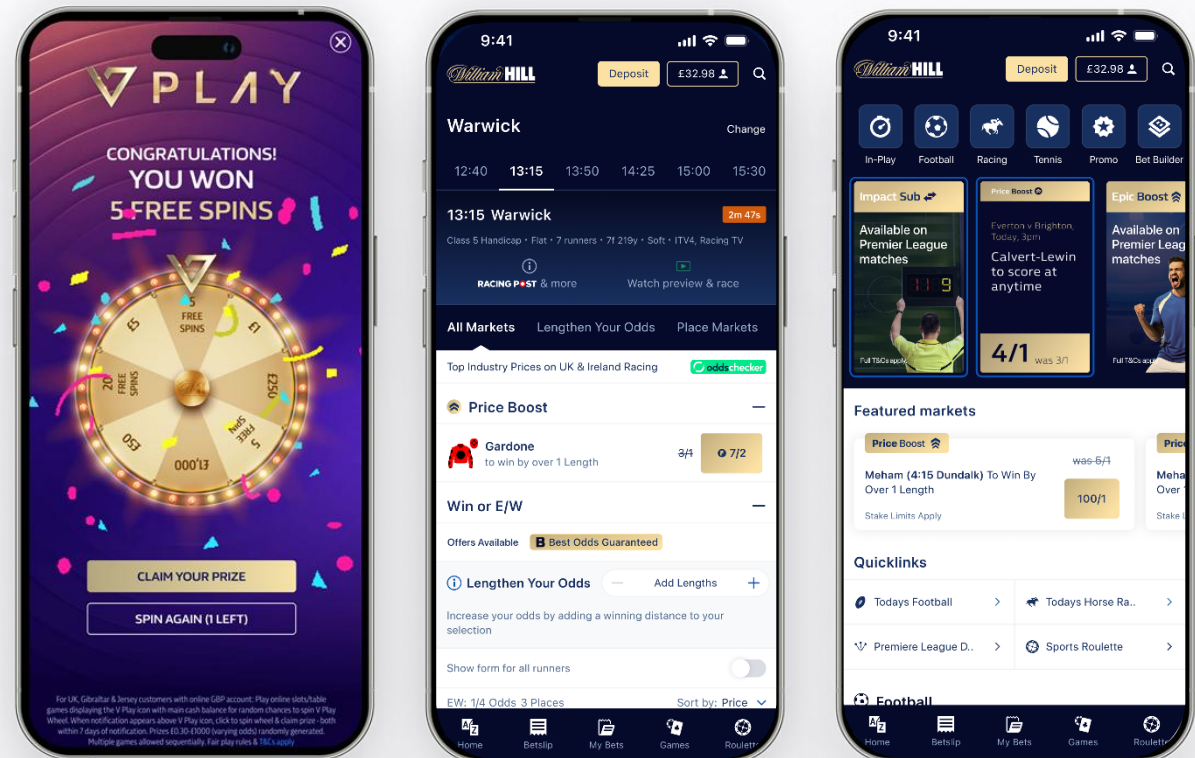 V PLAY
CONGRATULATIONS!
YOU WON
5 FREE SPINS
5
FREE
SPINS
£1
£250
5
FREE
SPIN
£1,000
£50
20
FREE
SPINS
£5
CLAIM YOUR PRIZE
SPIN AGAIN (1 LEFT)
For UK, Gibraltar & Jersey customers with online GBP account: Play online slots/table
games displaying the V Play icon with main cash balance for random chances to spin V Play
Wheel. When notification appears above V Play icon, click to spin wheel & claim prize - both
within 7 days of notification. Prizes £0.30-£1000 (varying odds) randomly generated.
Multiple games allowed sequentially. Fair play rules & T&Cs apply
9:41
William HILL
Deposit
£32.98
Warwick
Change
12:40 13:15 13:50 14:25 15:00 15:30
13:15 Warwick
2m 47s
Class 5 Handicap • Flat • 7 runners • 7f 219y • Soft • ITV4, Racing TV
RACING POST & more
Watch preview & race
All Markets Lengthen Your Odds Place Markets
Top Industry Prices on UK & Ireland Racing
oddschecker
Price Boost
Gardone
to win by over 1 Length
3/1
7/2
Win or E/W
Offers Available
B Best Odds Guaranteed
Lengthen Your Odds
Add Lengths
Increase your odds by adding a winning distance to your
selection
Show form for all runners
EW: 1/4 Odds 3 Places
Sort by: Price
Home Betslip My Bets Games Roulett
9:41
William HILL
Deposit
£32.98
In-Play Football Racing Tennis Promo Bet Builder
Impact Sub
Available on
Premier League
matches
11 9
Full T&Cs apply.
Price Boost
Everton v Brighton,
Today, 3pm
Calvert-Lewin
to score at
anytime
4/1 was 3/1
Epic Boost
Available on
Premier Leag
matches
Full T&Cs apply
Featured markets
Price Boost
Meham (4:15 Dundalk) To Win By
Over 1 Length
Stake Limits Apply
was 5/1
100/1
Price
Meha
Over 1
Stake L
Quicklinks
Todays Football
Todays Horse Ra..
Premiere League D..
Sports Roulette
Football
Home Betslip My Bets Games Roulett